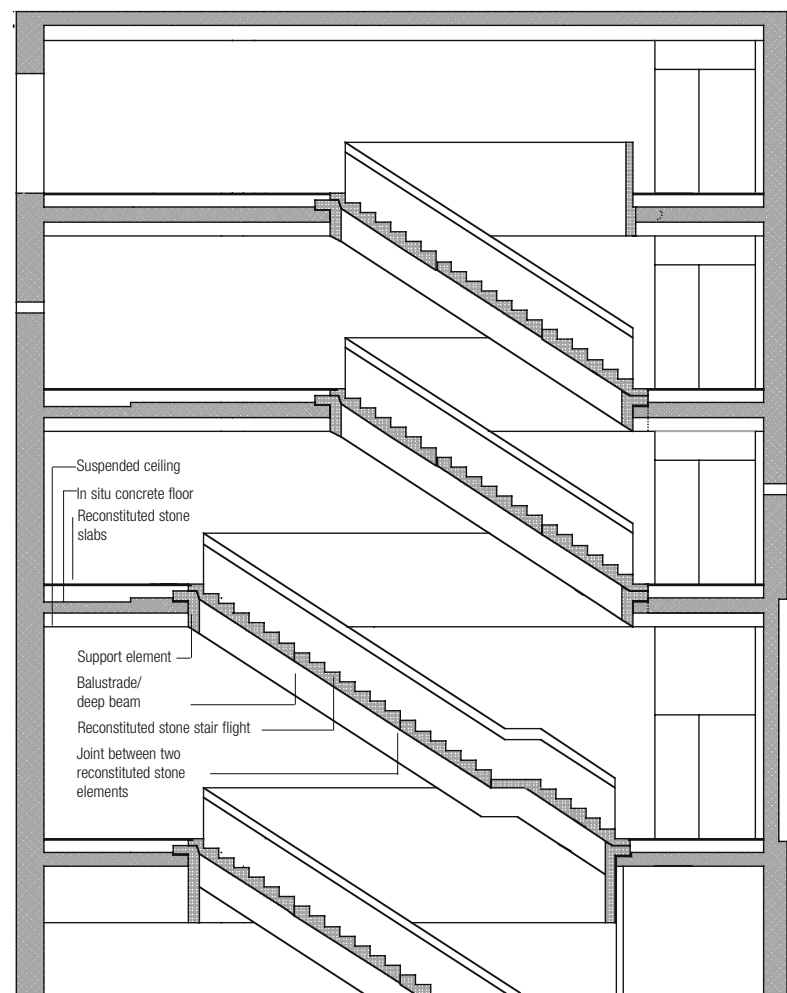 Suspended ceiling
In situ concrete floor
Reconstituted stone
slabs
Support element
Balustrade/
deep beam
Reconstituted stone stair flight
Joint between two
reconstituted stone
elements